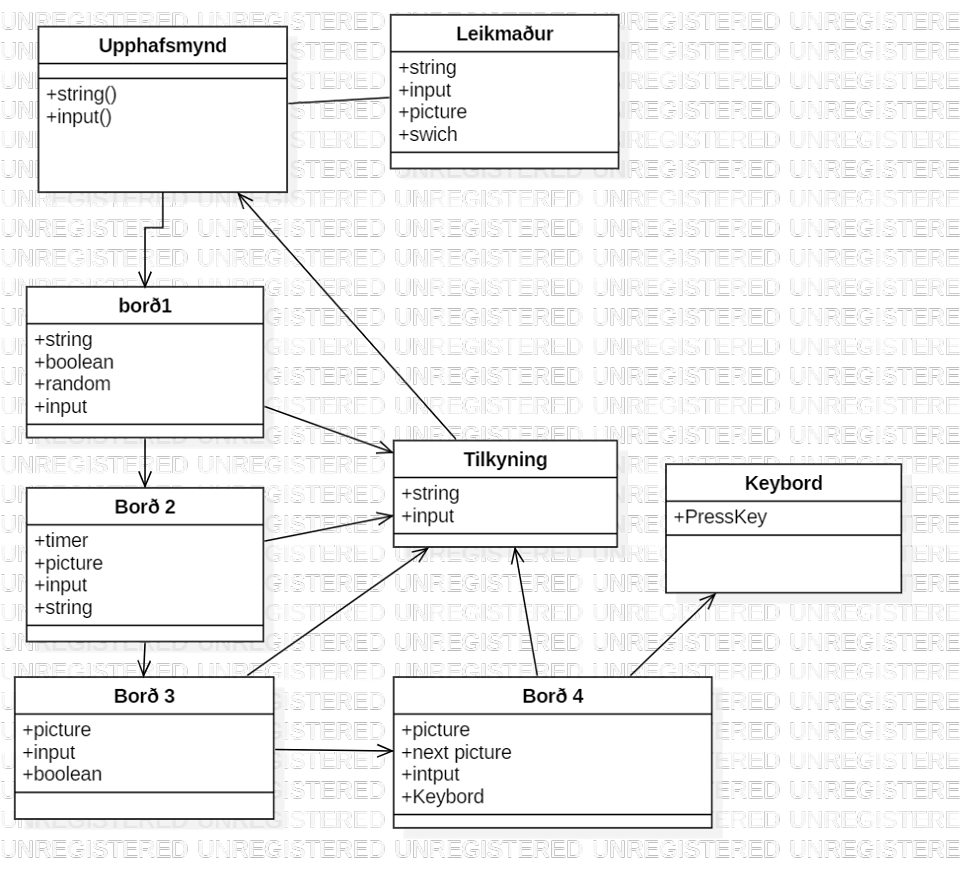 Upphafsmynd
+string()
+input()
Leikmaður
+string
+input
+picture
+swich
borð1
+string
+boolean
+random
+input
Tilkyning
+string
+input
Keybord
+PressKey
Borð 2
+timer
+picture
+input
+string
Borð 3
+picture
+input
+boolean
Borð 4
+picture
+next picture
+intput
+Keybord
UNREGISTERED